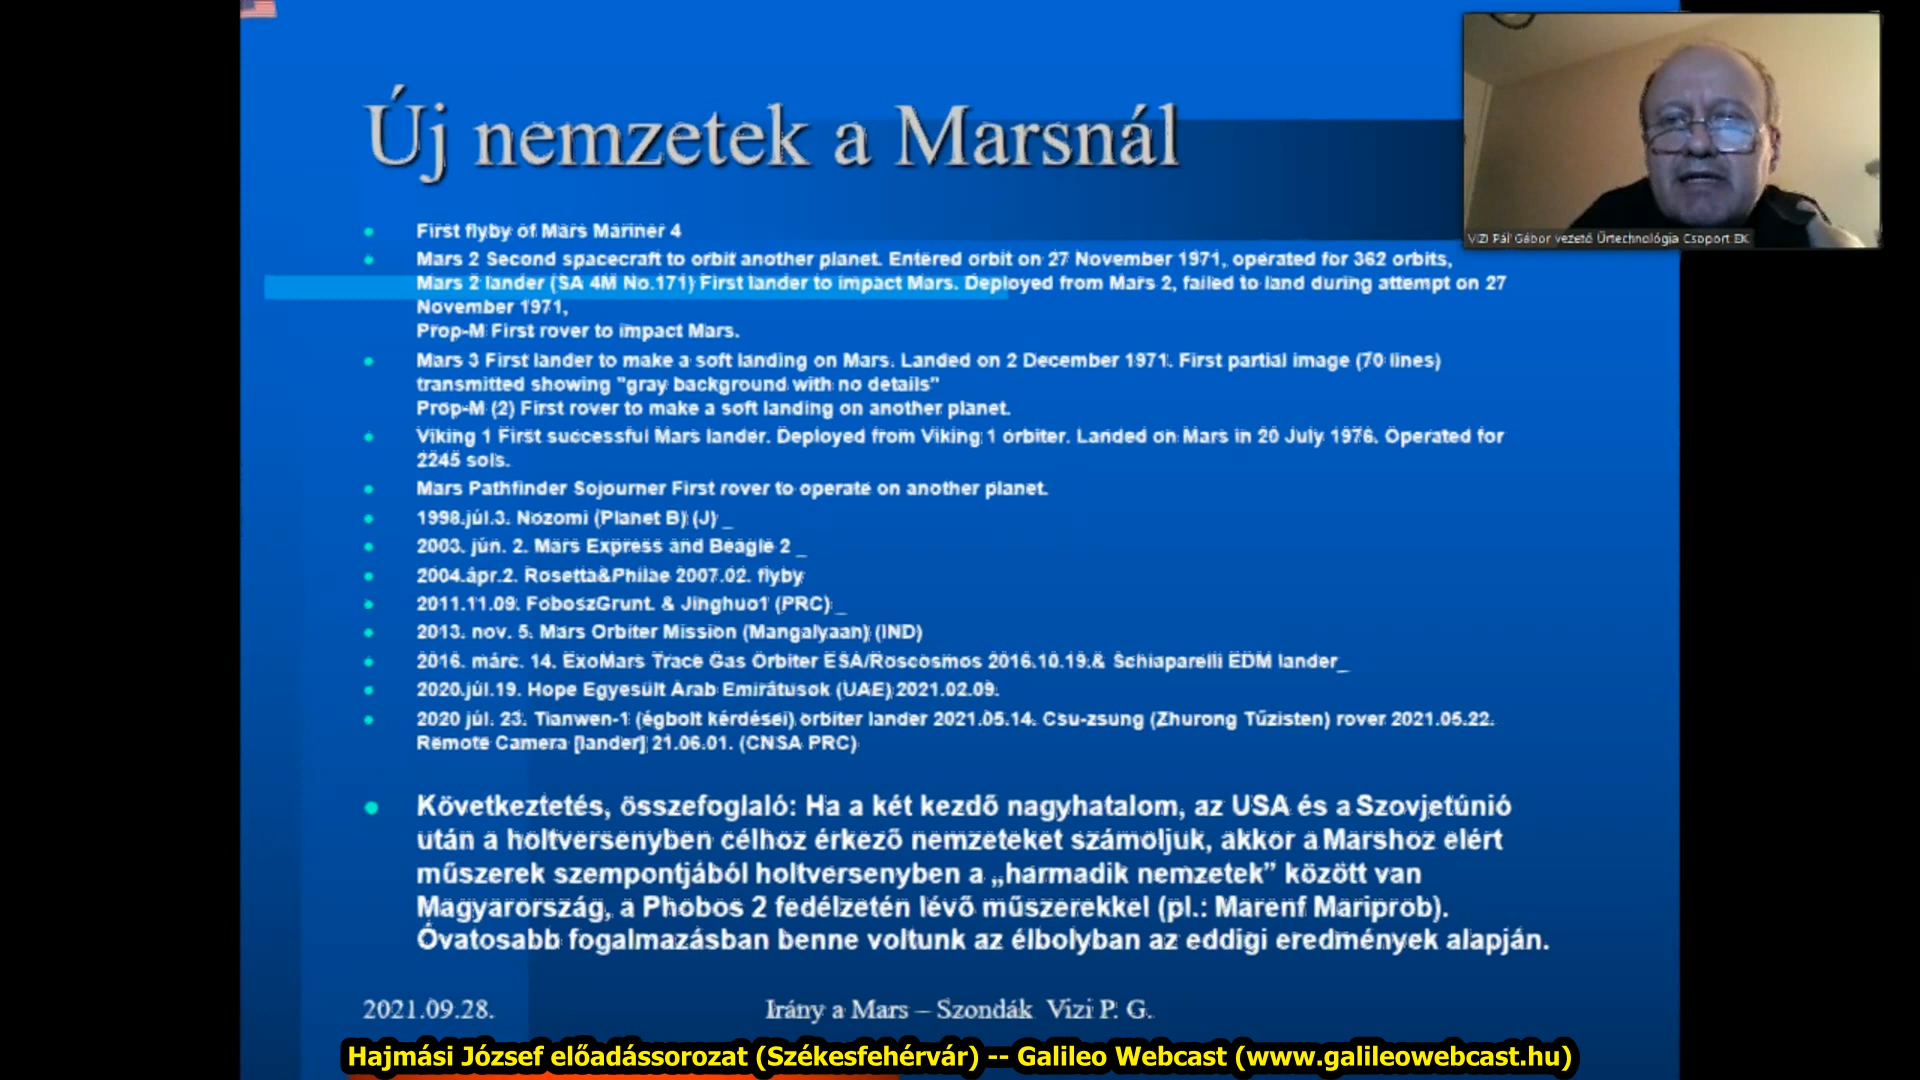 Új nemzetek a Marsnál
VIZI Pál Gábor vezető Űrtechnológia Csoport EK
First flyby of Mars Mariner 4
Mars 2 Second spacecraft to orbit another planet. Entered orbit on 27 November 1971, operated for 362 orbits,
Mars 2 lander (SA 4M No.171) First lander to impact Mars. Deployed from Mars 2, failed to land during attempt on 27
November 1971,
Prop-M First rover to impact Mars.
Mars 3 First lander to make a soft landing on Mars. Landed on 2 December 1971. First partial image (70 lines)
transmitted showing "gray background with no details"
Prop-M (2) First rover to make a soft landing on another planet.
Viking 1 First successful Mars lander. Deployed from Viking 1 orbiter. Landed on Mars in 20 July 1976. Operated for
2245 sols.
Mars Pathfinder Sojourner First rover to operate on another planet.
1998.júl.3. Nozomi (Planet B) (J) _
2003. jún. 2. Mars Express and Beagle 2 _
2004.ápr.2. Rosetta&Philae 2007.02. flyby
2011.11.09. FoboszGrunt. & Jinghuo1 (PRC) _
2013. nov. 5. Mars Orbiter Mission (Mangalyaan) (IND)
2016. márc. 14. ExoMars Trace Gas Orbiter ESA/Roscosmos 2016.10.19.& Schiaparelli EDM lander_
2020.júl.19. Hope Egyesült Arab Emirátusok (UAE) 2021.02.09.
2020 júl. 23. Tianwen-1 (égbolt kérdései) orbiter lander 2021.05.14. Csu-zsung (Zhurong Tűzisten) rover 2021.05.22.
Remote Camera [lander] 21.06.01. (CNSA PRC)
Következtetés, összefoglaló: Ha a két kezdő nagyhatalom, az USA és a Szovjetúnió
után a holtversenyben célhoz érkező nemzeteket számoljuk, akkor a Marshoz elért
műszerek szempontjából holtversenyben a „harmadik nemzetek” között van
Magyarország, a Phobos 2 fedélzetén lévő műszerekkel (pl.: Marenf Mariprob).
Óvatosabb fogalmazásban benne voltunk az élbolyban az eddigi eredmények alapján.
2021.09.28.
Irány a Mars – Szondák Vizi P. G.
Hajmási József előadássorozat (Székesfehérvár) -- Galileo Webcast (www.galileowebcast.hu)